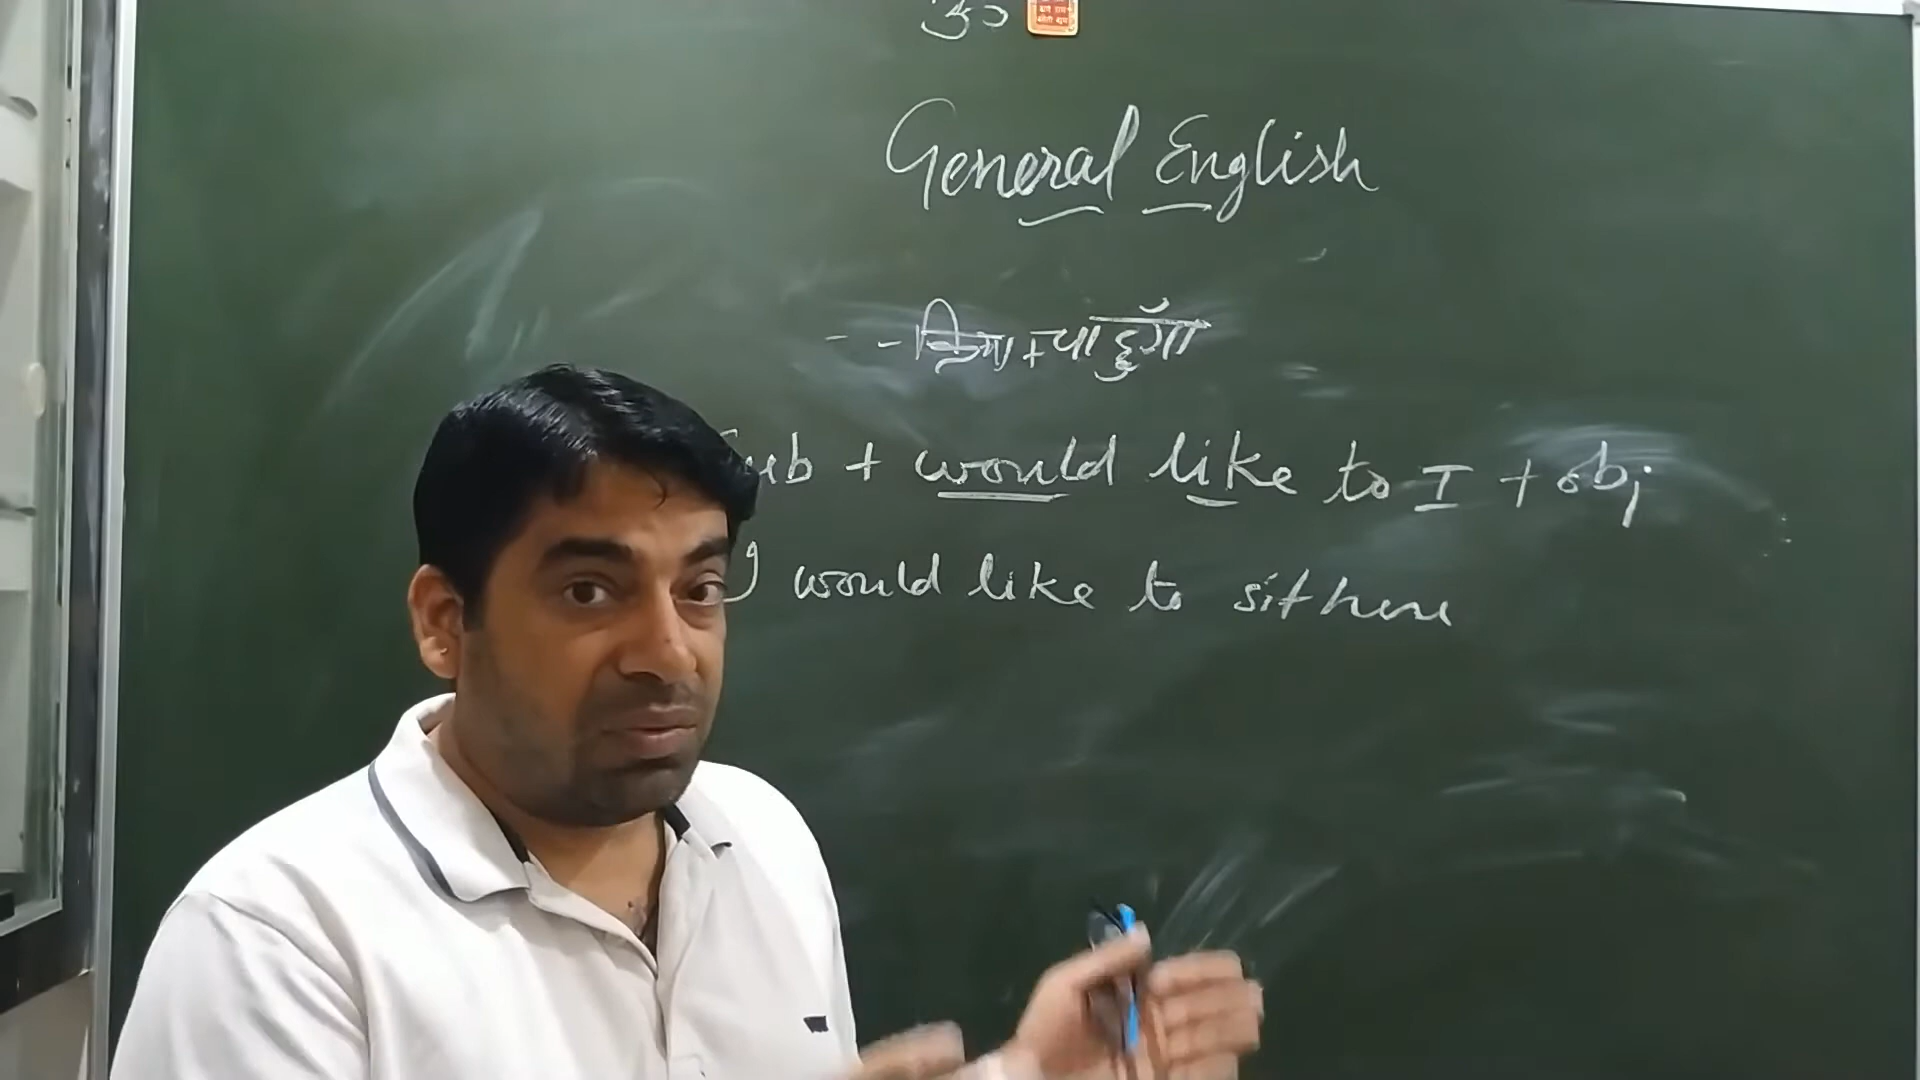 ॐ
General English
- - क्रिया + चाहूँगा
Sub + would like to I + obj
I would like to sit here